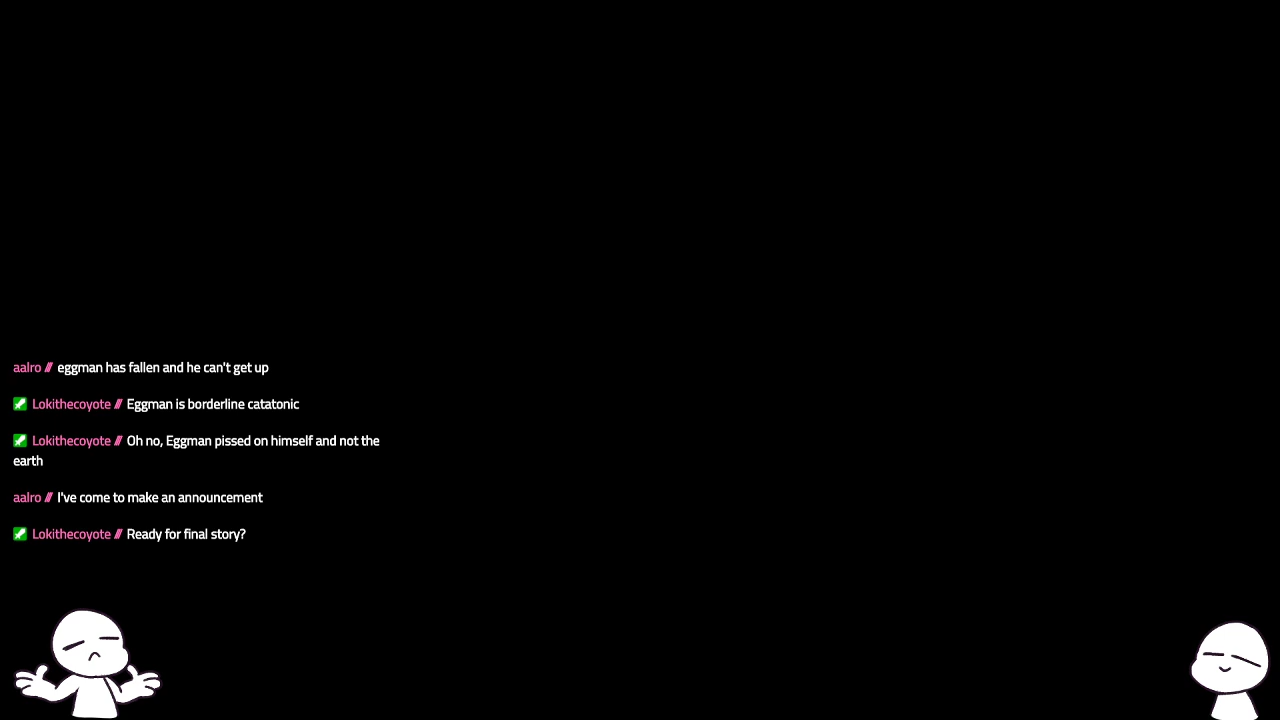 aalro /// eggman has fallen and he can't get up
Lokithecoyote /// Eggman is borderline catatonic
Lokithecoyote /// Oh no, Eggman pissed on himself and not the
earth
aalro /// I've come to make an announcement
Lokithecoyote /// Ready for final story?